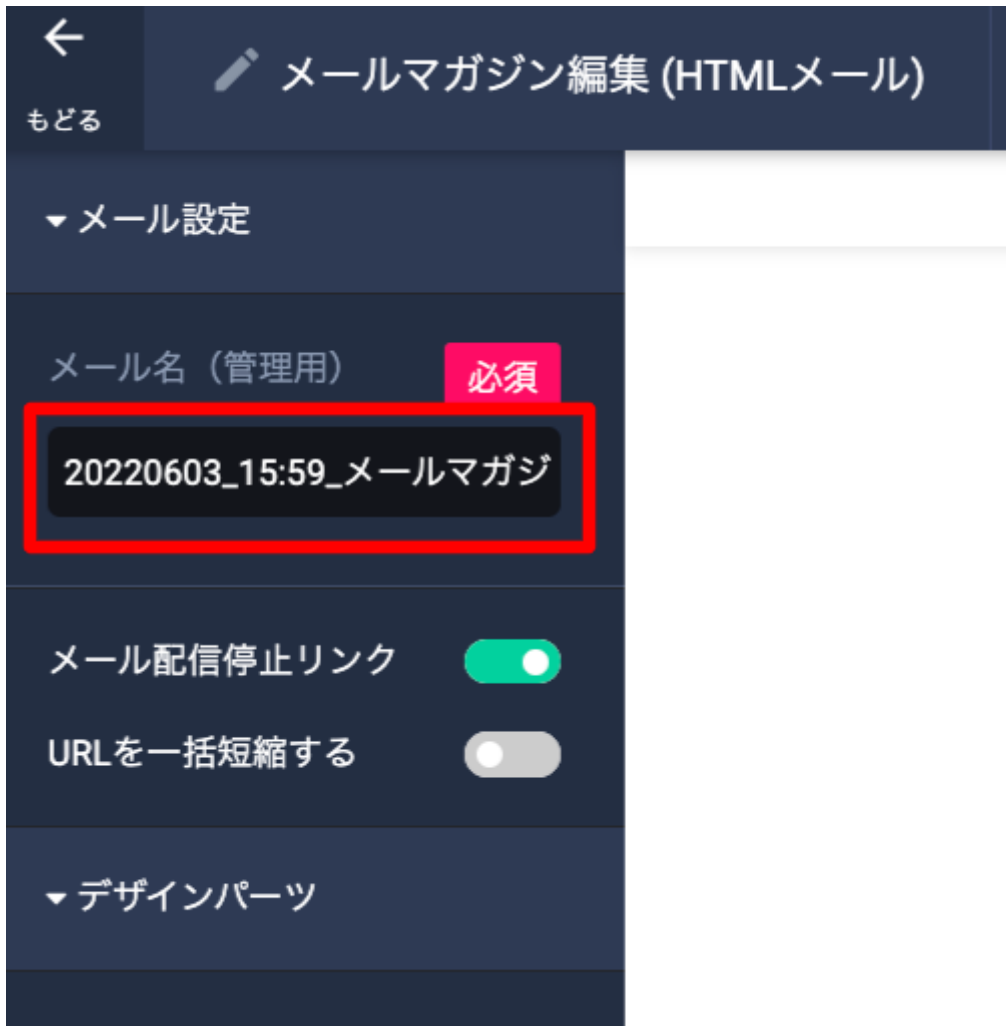 もどる
メールマガジン編集 (HTMLメール)
メール設定
メール名（管理用）
必須
20220603_15:59_メールマガジ
メール配信停止リンク
URLを一括短縮する
デザインパーツ